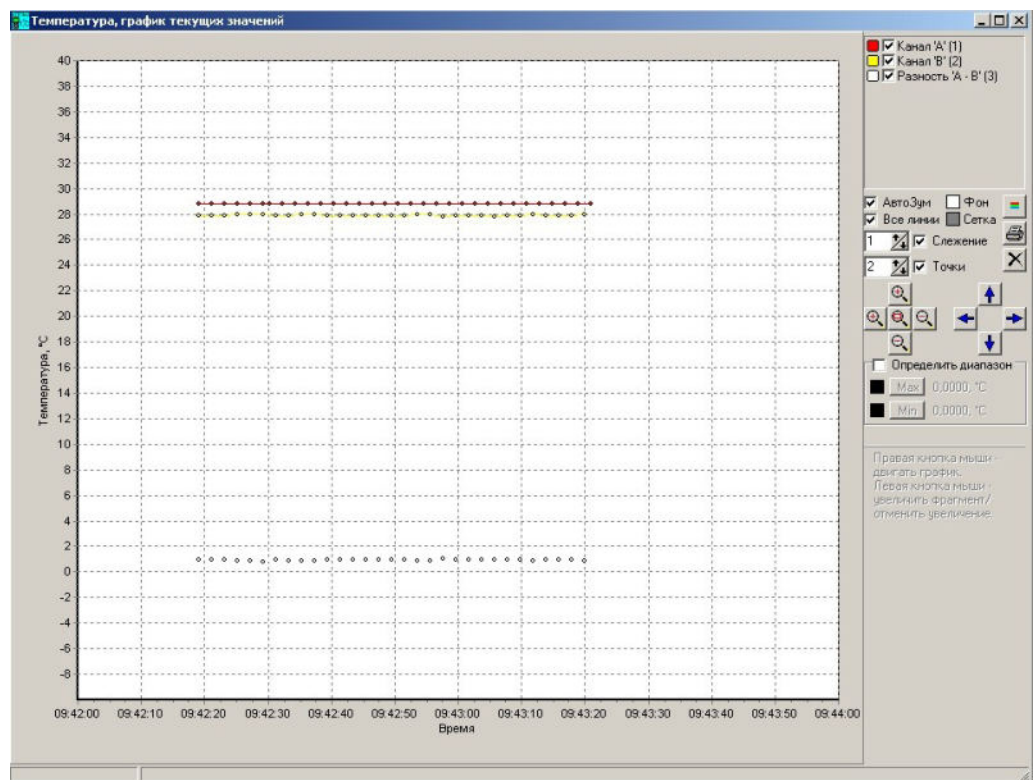 Температура, график текущих значений
Канал 'A' (1)
Канал 'B' (2)
Разность 'A - B' (3)
АвтоЗум
Фон
Все линии
Сетка
1
Слежение
2
Точки
Определить диапазон
Max 0,0000, °C
Min 0,0000, °C
Правая кнопка мыши -
двигать график.
Левая кнопка мыши -
увеличить фрагмент/
отменить увеличение.
Температура, °C
40
38
36
34
32
30
28
26
24
22
20
18
16
14
12
10
8
6
4
2
0
-2
-4
-6
-8
09:42:00 09:42:10 09:42:20 09:42:30 09:42:40 09:42:50 09:43:00 09:43:10 09:43:20 09:43:30 09:43:40 09:43:50 09:44:00
Время